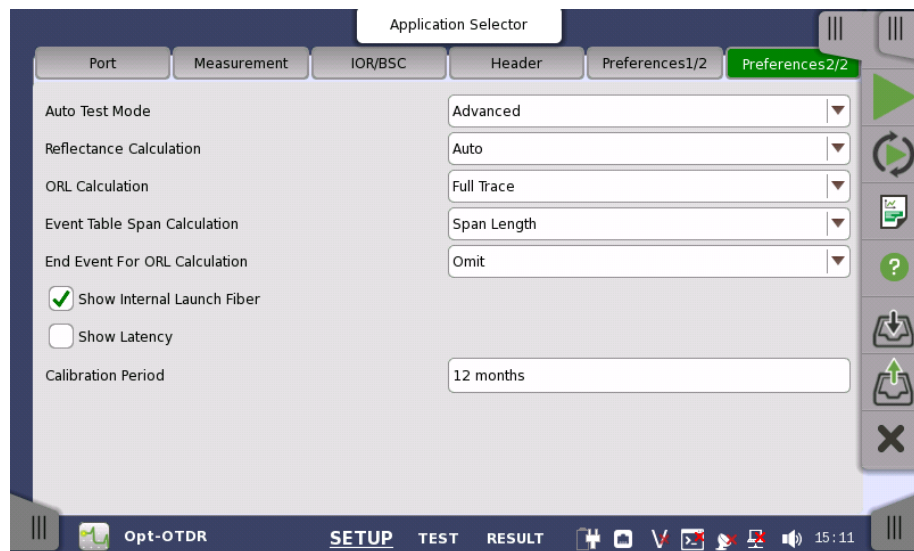 Application Selector
Port Measurement IOR/BSC Header Preferences1/2 Preferences2/2
Auto Test Mode Advanced
Reflectance Calculation Auto
ORL Calculation Full Trace
Event Table Span Calculation Span Length
End Event For ORL Calculation Omit
Show Internal Launch Fiber
Show Latency
Calibration Period 12 months
Opt-OTDR SETUP TEST RESULT 15:11